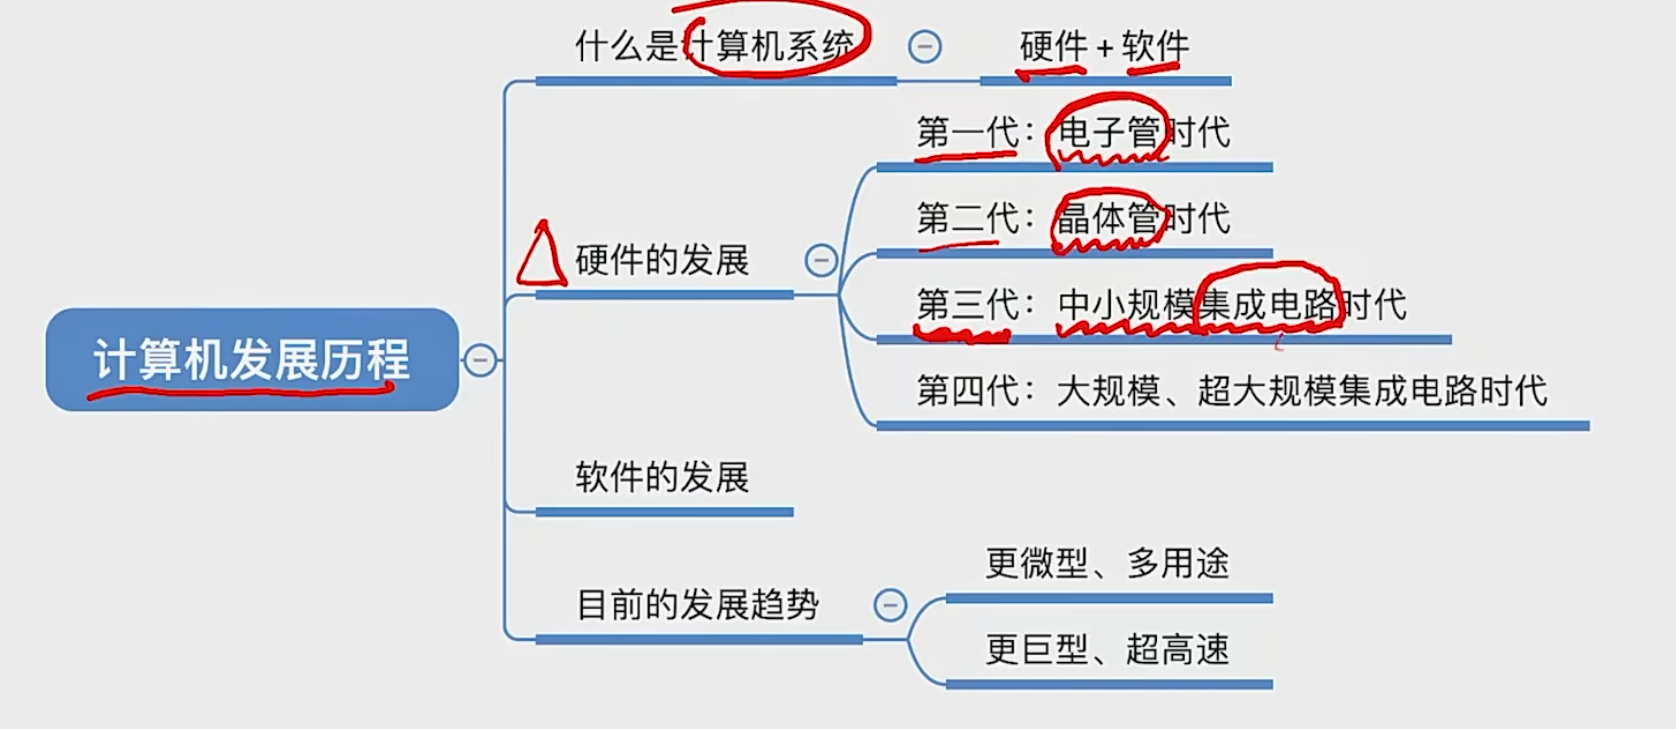 什么是计算机系统
硬件+软件
第一代：电子管时代
第二代：晶体管时代
硬件的发展
第三代：中小规模集成电路时代
计算机发展历程
第四代：大规模、超大规模集成电路时代
软件的发展
更微型、多用途
目前的发展趋势
更巨型、超高速